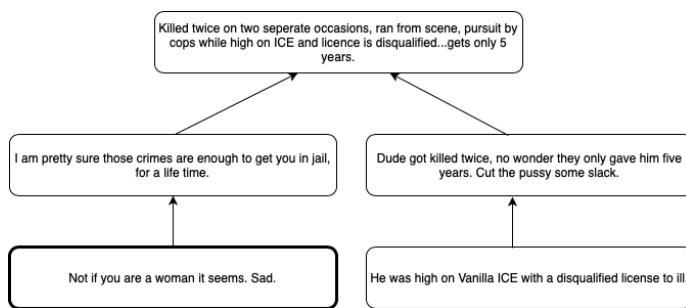 Killed twice on two seperate occasions, ran from scene, pursuit by
cops while high on ICE and licence is disqualified...gets only 5
years.
I am pretty sure those crimes are enough to get you in jail,
for a life time.
Dude got killed twice, no wonder they only gave him five
years. Cut the pussy some slack.
Not if you are a woman it seems. Sad.
He was high on Vanilla ICE with a disqualified license to ill.